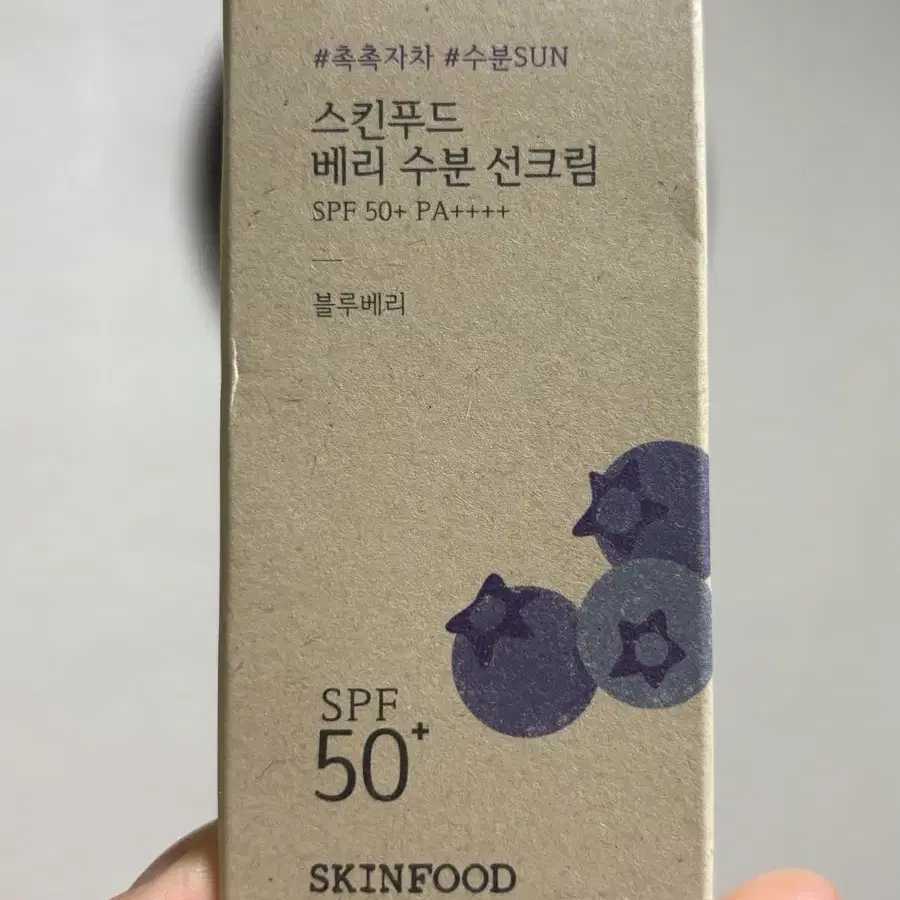 #촉촉자차 #수분SUN
스킨푸드
베리 수분 선크림
SPF 50+ PA++++
블루베리
SPF
50+
SKINFOOD